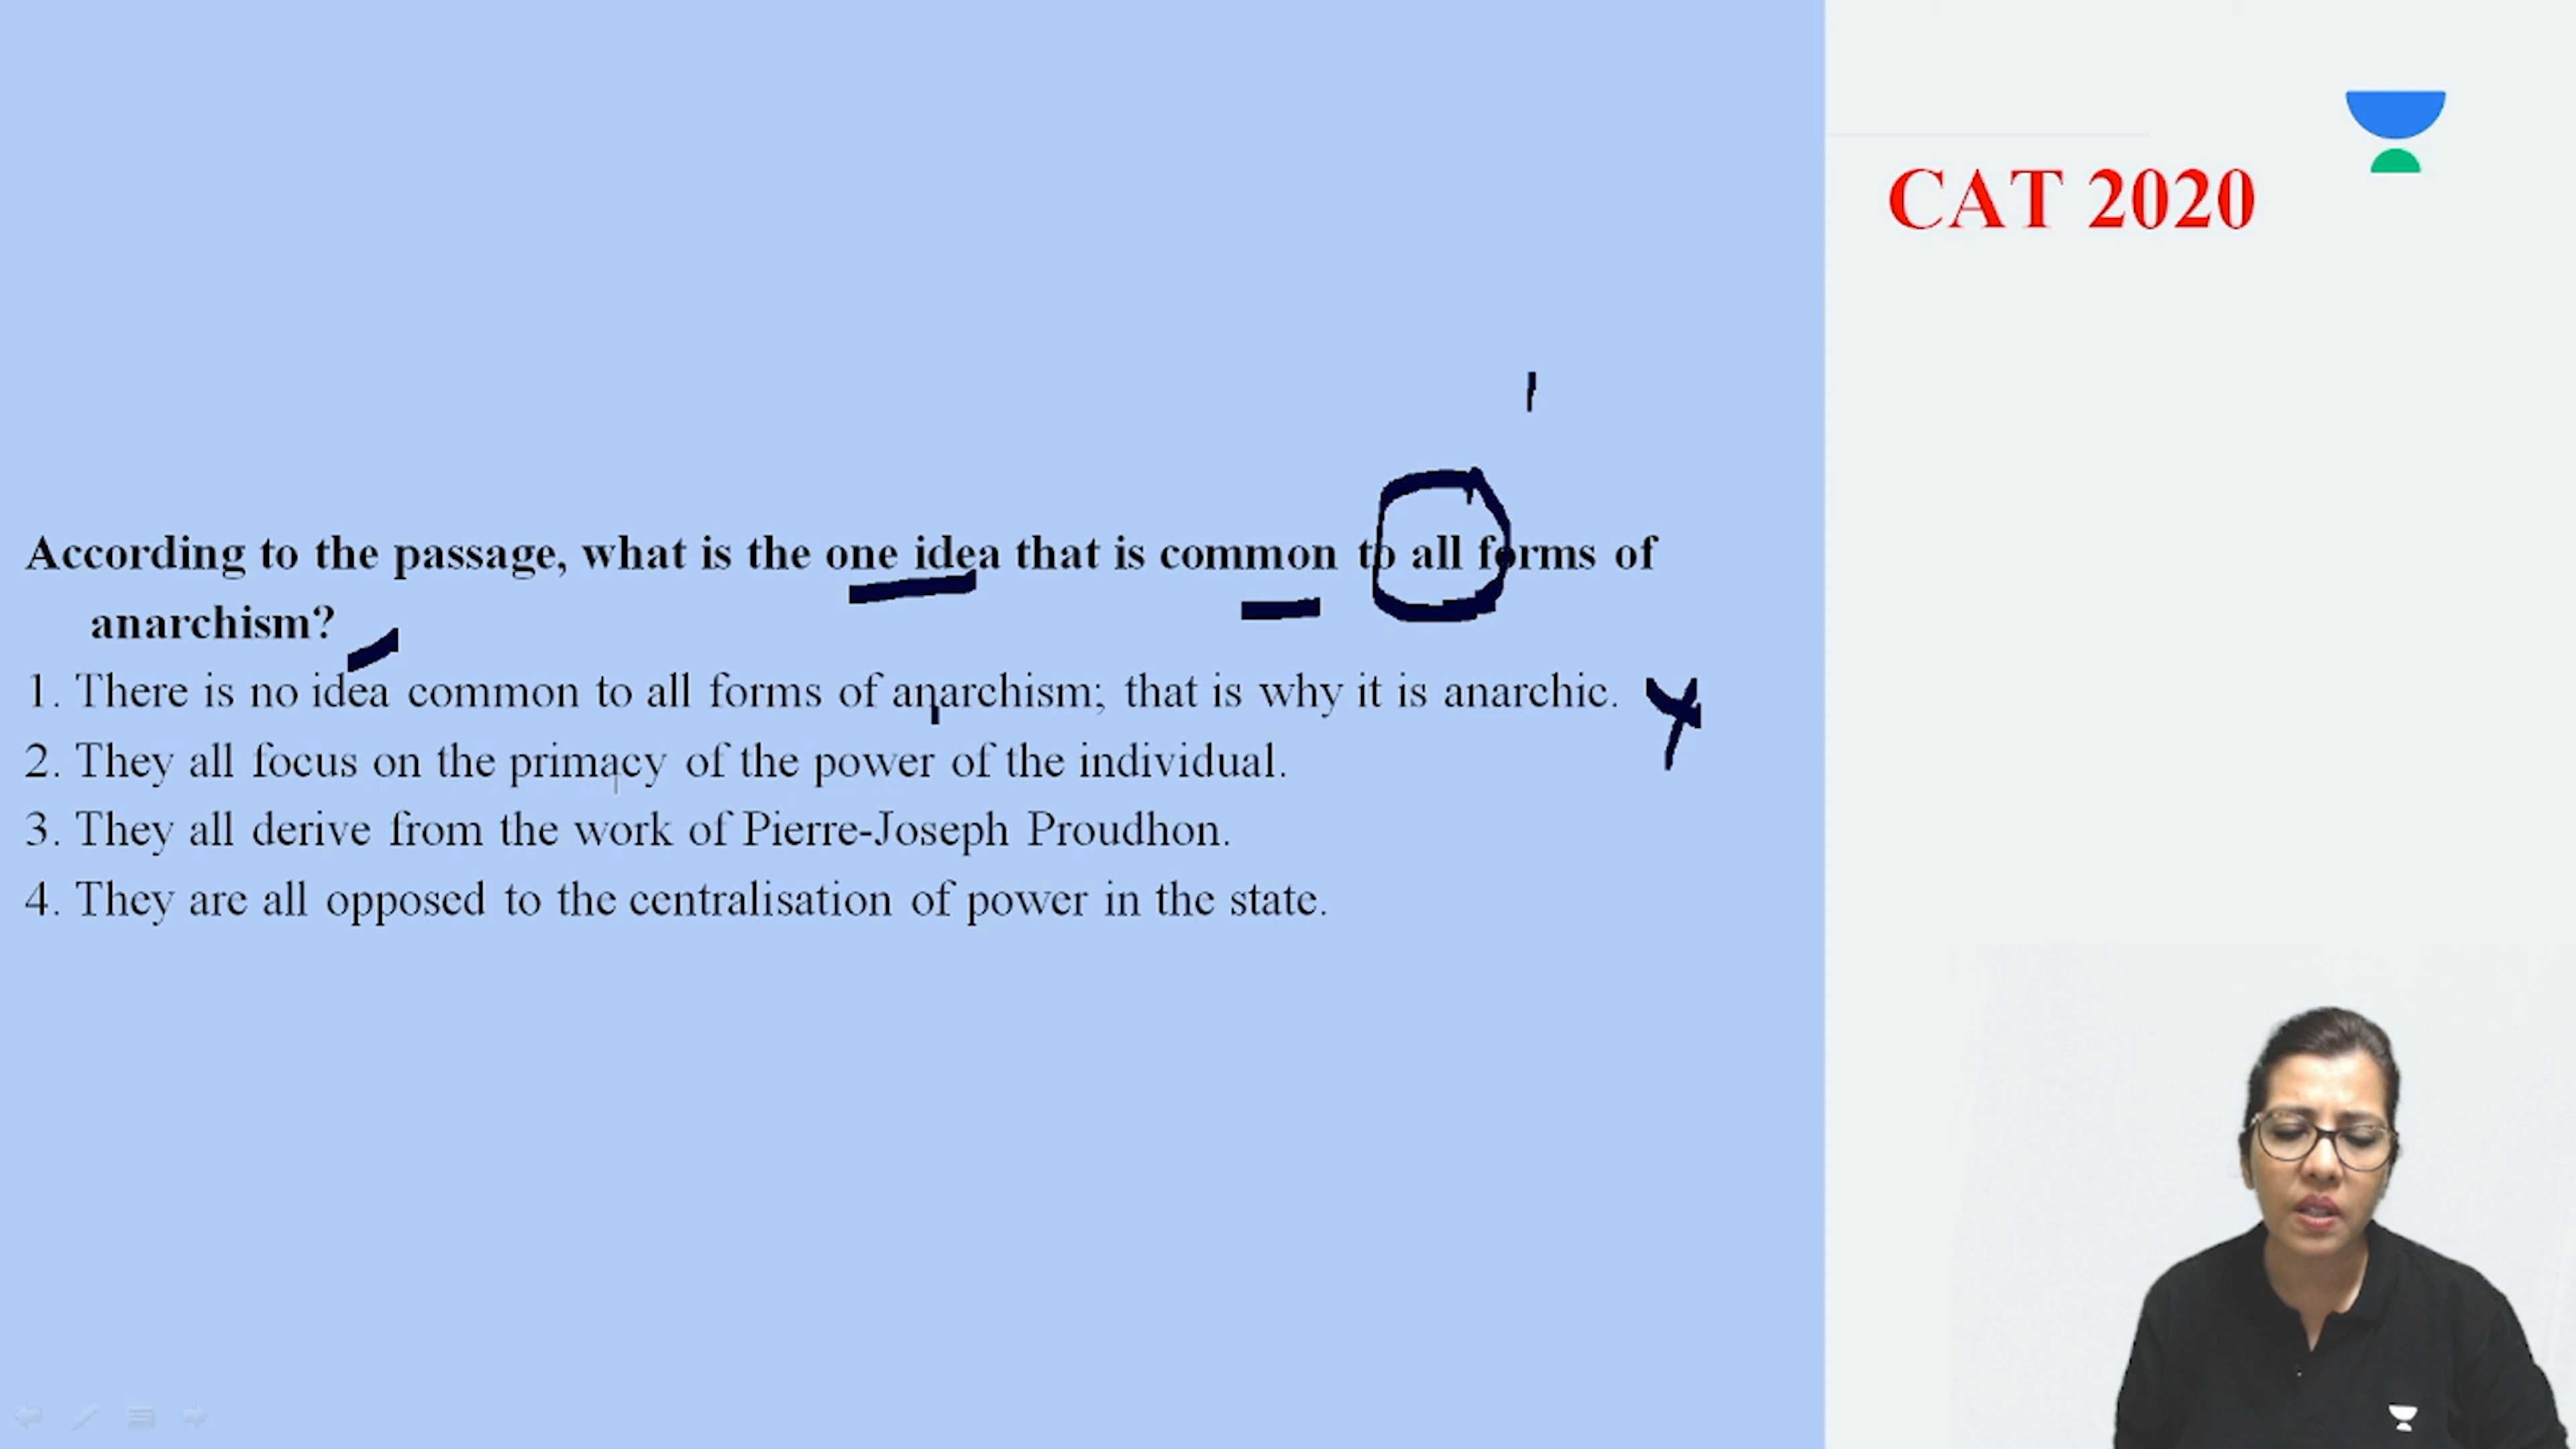 CAT 2020
According to the passage, what is the one idea that is common to all forms of
anarchism?
1. There is no idea common to all forms of anarchism; that is why it is anarchic.
2. They all focus on the primacy of the power of the individual.
3. They all derive from the work of Pierre-Joseph Proudhon.
4. They are all opposed to the centralisation of power in the state.